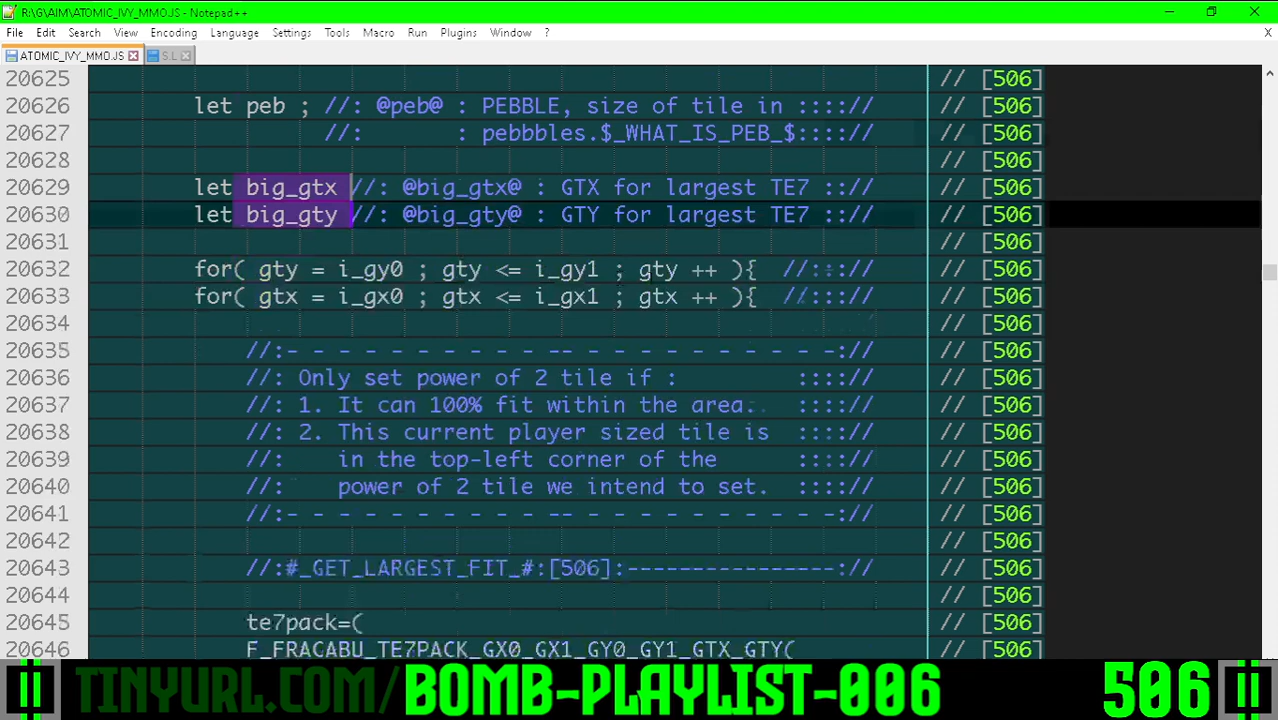 R:\G\AIM\ATOMIC_IVY_MMO.JS - Notepad++
File Edit Search View Encoding Language Settings Tools Macro Run Plugins Window ? X
ATOMIC_IVY_MMO.JS S.L
20625 // [506]
20626 let peb ; //: @peb@ : PEBBLE, size of tile in :::://  // [506]
20627 //: : pebbbles.$_WHAT_IS_PEB_$:::://  // [506]
20628 // [506]
20629 let big_gtx //: @big_gtx@ : GTX for largest TE7 :://  // [506]
20630 let big_gty //: @big_gty@ : GTY for largest TE7 :://  // [506]
20631 // [506]
20632 for( gty = i_gy0 ; gty <= i_gy1 ; gty ++ ){ //:::://  // [506]
20633 for( gtx = i_gx0 ; gtx <= i_gx1 ; gtx ++ ){ //:::://  // [506]
20634 // [506]
20635 //:- - - - - - - - - - -- - - - - - - - - - -://  // [506]
20636 //: Only set power of 2 tile if : :::://  // [506]
20637 //: 1. It can 100% fit within the area. :::://  // [506]
20638 //: 2. This current player sized tile is :::://  // [506]
20639 //: in the top-left corner of the :::://  // [506]
20640 //: power of 2 tile we intend to set. :::://  // [506]
20641 //:- - - - - - - - - - -- - - - - - - - - - -://  // [506]
20642 // [506]
20643 //:#_GET_LARGEST_FIT_#:[506]:----------------://  // [506]
20644 // [506]
20645 te7pack=( // [506]
20646 F_FRACABU_TE7PACK_GX0_GX1_GY0_GY1_GTX_GTY( // [506]
TINYURL.COM/BOMB-PLAYLIST-006 506